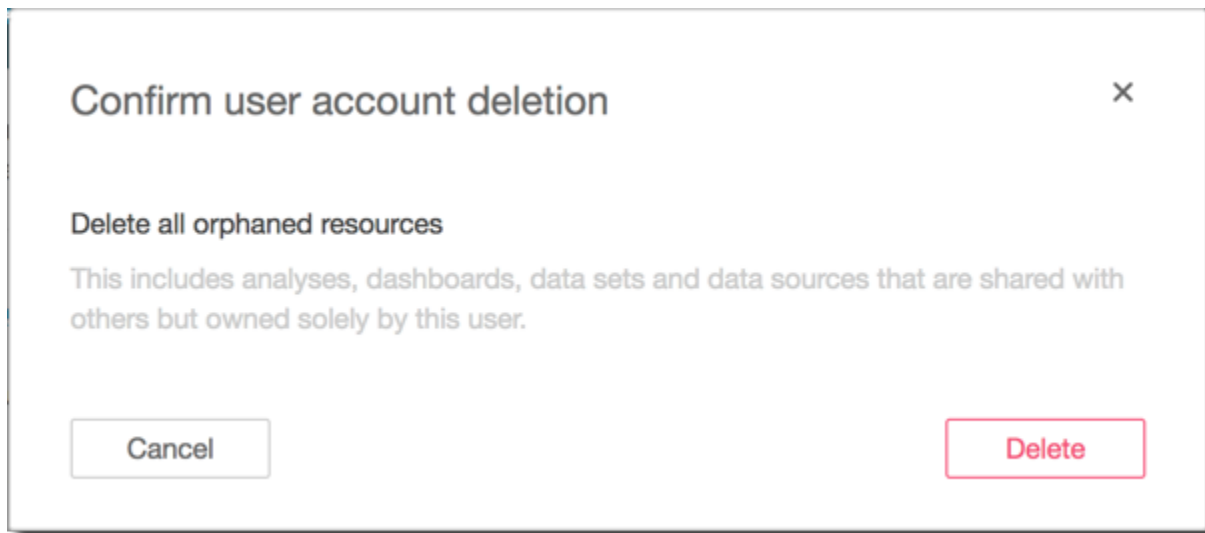 Confirm user account deletion
Delete all orphaned resources
This includes analyses, dashboards, data sets and data sources that are shared with
others but owned solely by this user.
Cancel
Delete